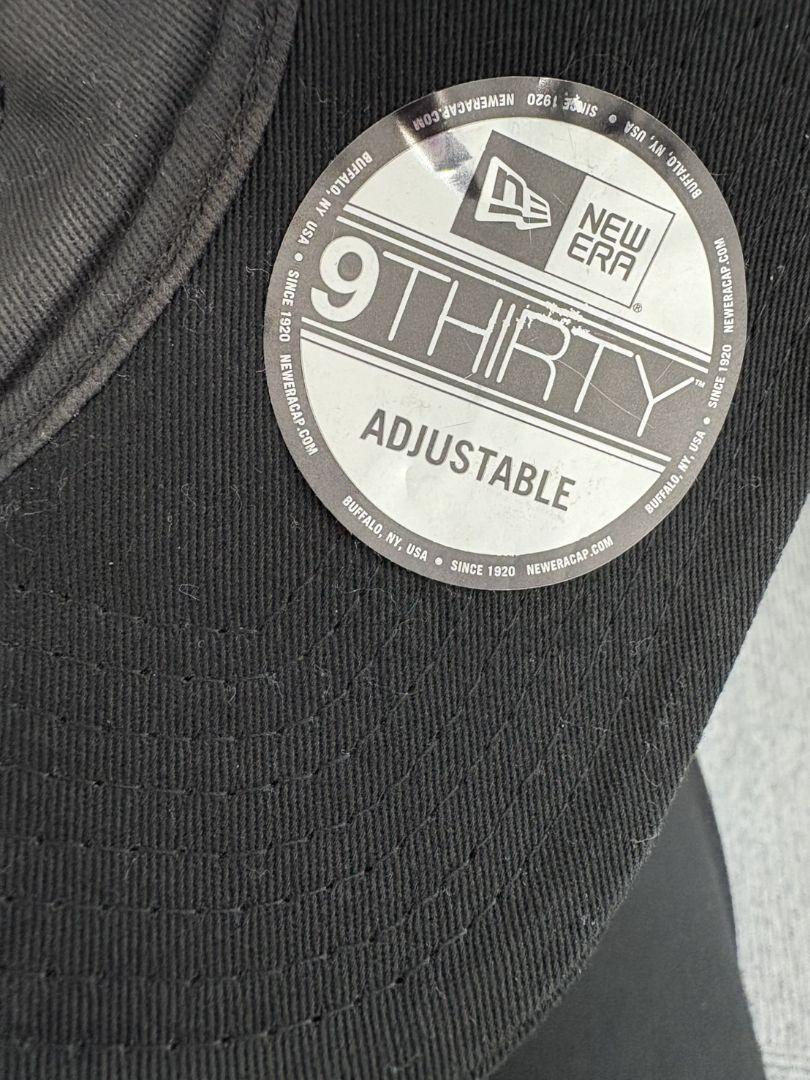 NEW
ERA
®
9THIRTY™
ADJUSTABLE
BUFFALO, NY, USA • SINCE 1920 NEWERACAP.COM
BUFFALO, NY, USA • SINCE 1920 NEWERACAP.COM
BUFFALO, NY, USA • SINCE 1920 NEWERACAP.COM
BUFFALO, NY, USA • SINCE 1920 NEWERACAP.COM